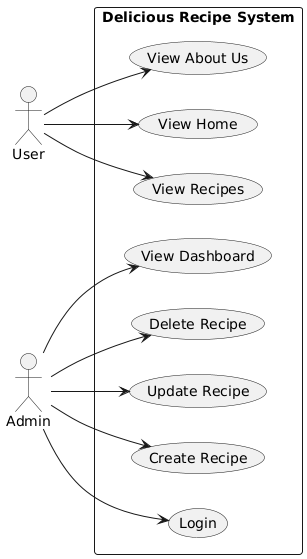 Delicious Recipe System
View About Us
View Home
User
View Recipes
View Dashboard
Delete Recipe
Update Recipe
Admin
Create Recipe
Login